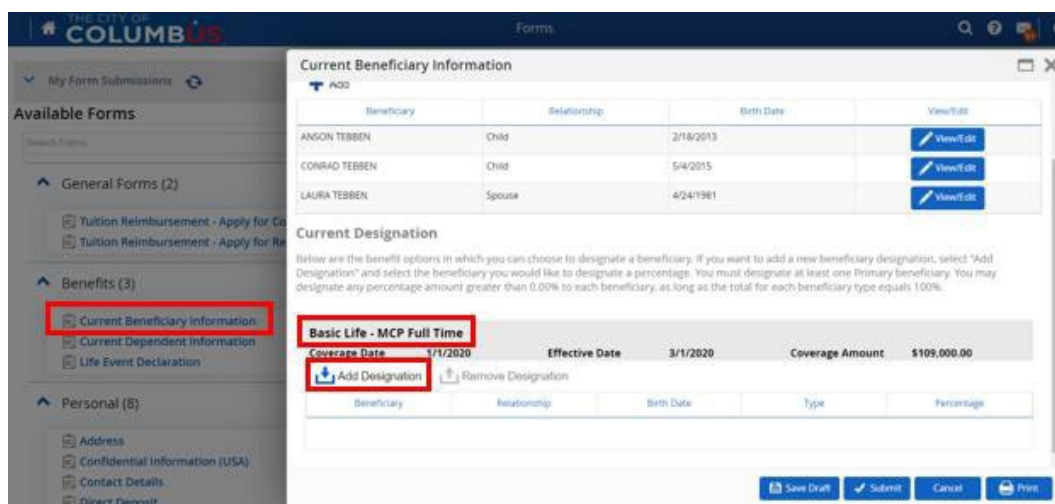 THE CITY OF
COLUMBUS
Forms
My Form Submissions
Available Forms
Search Forms
General Forms (2)
Tuition Reimbursement - Apply for Co
Tuition Reimbursement - Apply for Re
Benefits (3)
Current Beneficiary Information
Current Dependent Information
Life Event Declaration
Personal (8)
Address
Confidential Information (USA)
Contact Details
Direct Deposit
Current Beneficiary Information
Add
Beneficiary Relationship Birth Date View/Edit
ANSON TEBBEN Child 2/18/2013 View/Edit
CONRAD TEBBEN Child 5/4/2015 View/Edit
LAURA TEBBEN Spouse 4/24/1981 View/Edit
Current Designation
Below are the benefit options in which you can choose to designate a beneficiary. If you want to add a new beneficiary designation, select "Add
Designation" and select the beneficiary you would like to designate a percentage. You must designate at least one Primary beneficiary. You may
designate any percentage amount greater than 0.00% to each beneficiary, as long as the total for each beneficiary type equals 100%.
Basic Life - MCP Full Time
Coverage Date 1/1/2020 Effective Date 3/1/2020 Coverage Amount $109,000.00
Add Designation Remove Designation
Beneficiary Relationship Birth Date Type Percentage
Save Draft Submit Cancel Print